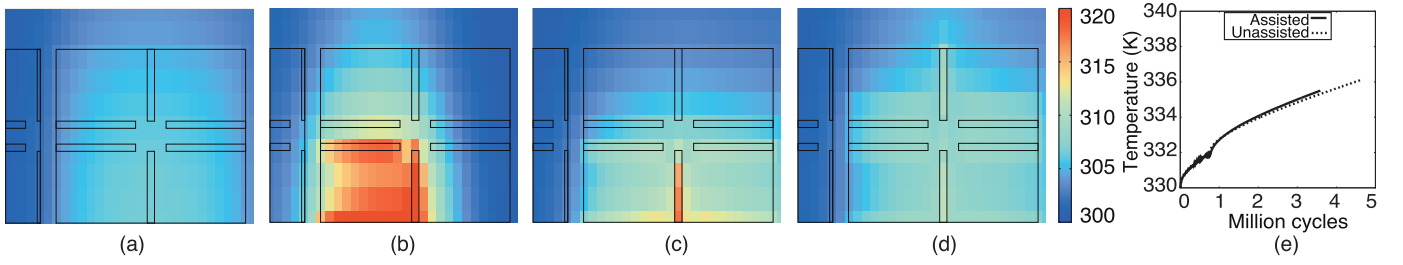 (a)
(b)
(c)
(d)
320
315
310
305
300
Temperature (K)
340
338
336
334
332
330
Assisted
Unassisted
0 1 2 3 4 5
Million cycles
(e)